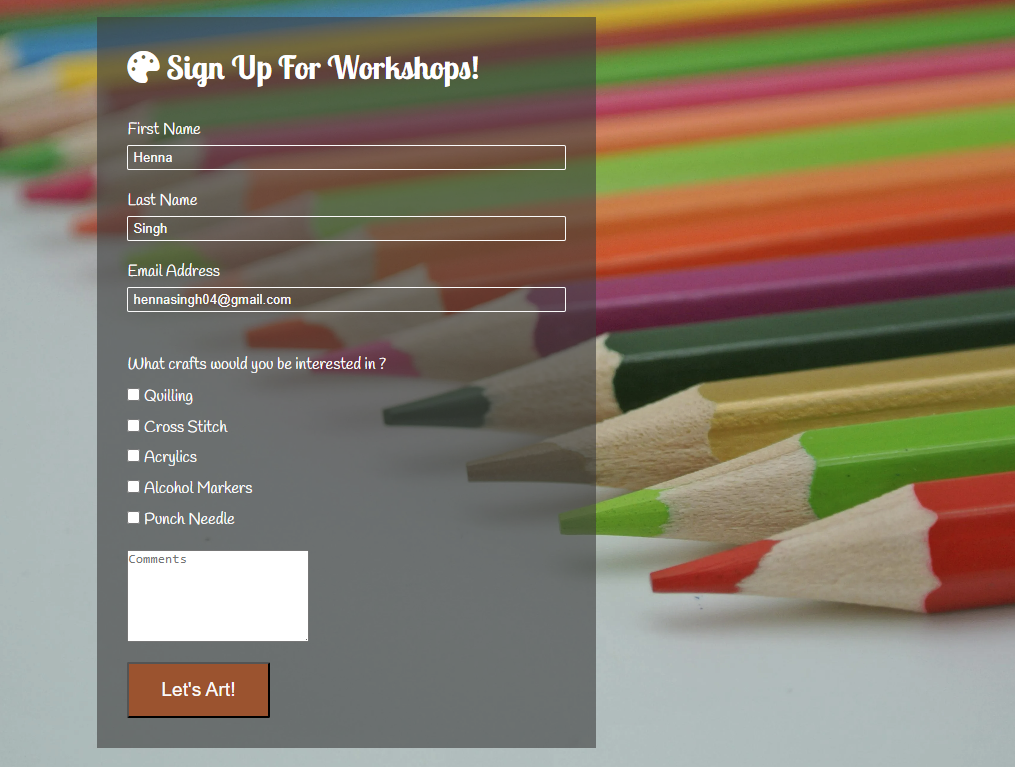 Sign Up For Workshops!
First Name
Henna
Last Name
Singh
Email Address
hennasingh04@gmail.com
What crafts would you be interested in ?
Quilling
Cross Stitch
Acrylics
Alcohol Markers
Punch Needle
Comments
Let's Art!